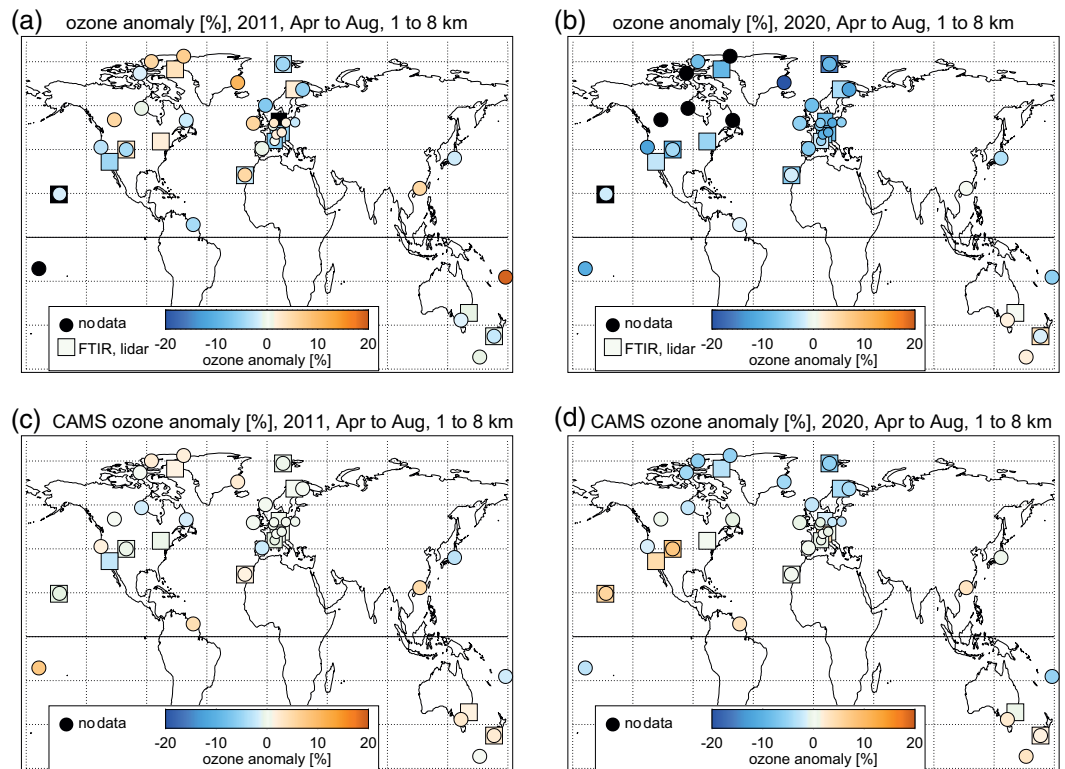 (a) ozone anomaly [%], 2011, Apr to Aug, 1 to 8 km
no data
FTIR, lidar
-20 -10 0 10 20
ozone anomaly [%]
(b) ozone anomaly [%], 2020, Apr to Aug, 1 to 8 km
no data
FTIR, lidar
-20 -10 0 10 20
ozone anomaly [%]
(c) CAMS ozone anomaly [%], 2011, Apr to Aug, 1 to 8 km
no data
-20 -10 0 10 20
ozone anomaly [%]
(d) CAMS ozone anomaly [%], 2020, Apr to Aug, 1 to 8 km
no data
-20 -10 0 10 20
ozone anomaly [%]